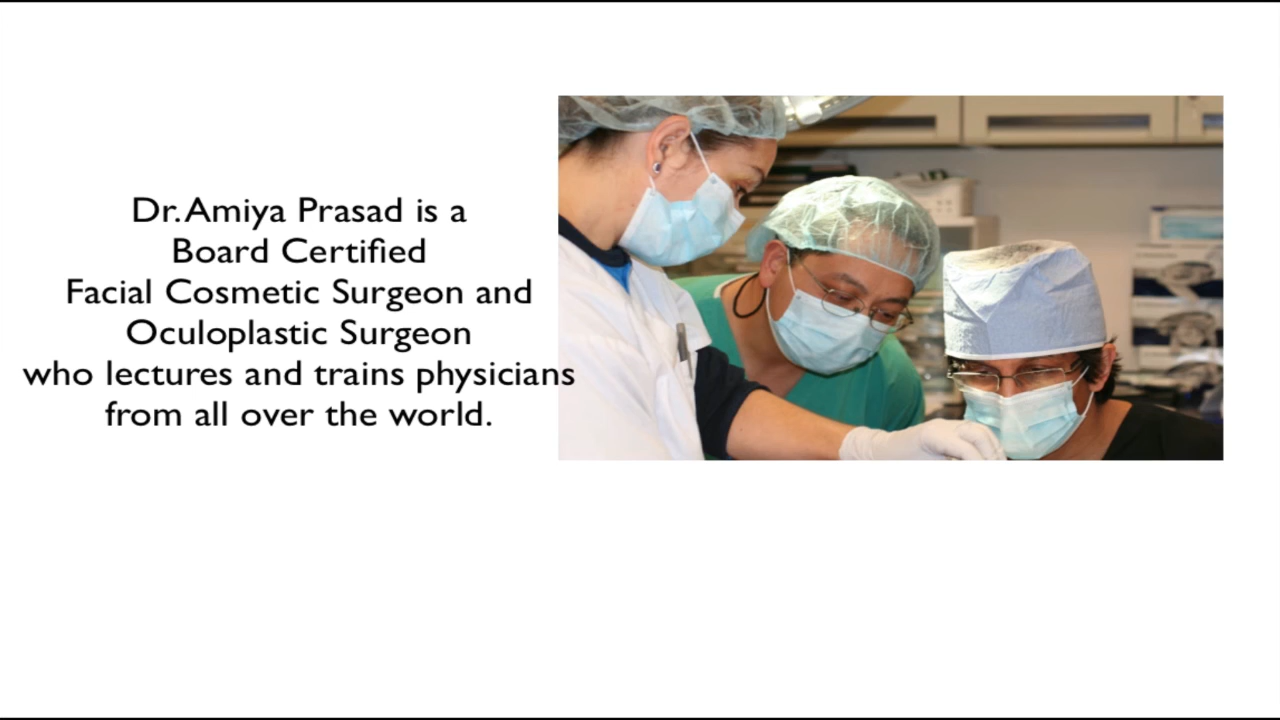 Dr. Amiya Prasad is a
Board Certified
Facial Cosmetic Surgeon and
Oculoplastic Surgeon
who lectures and trains physicians
from all over the world.